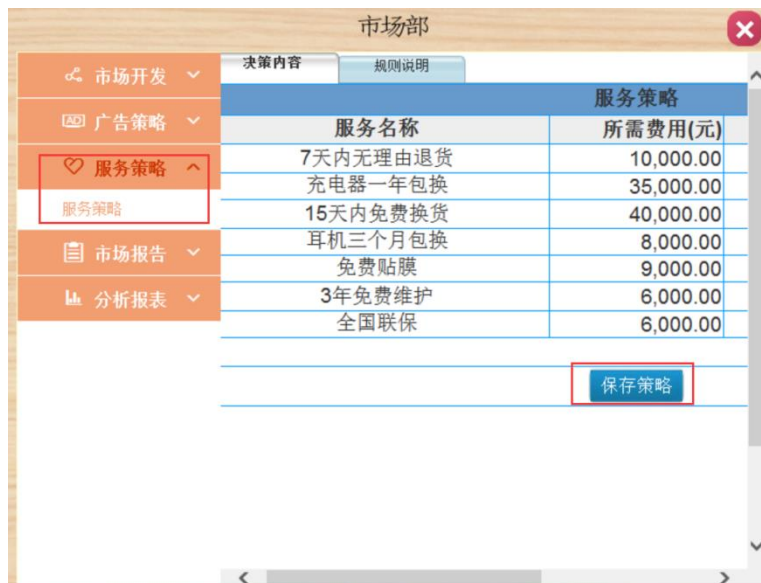 市场部
市场开发
AD 广告策略
服务策略
服务策略
市场报告
分析报表
决策内容 规则说明
服务策略
服务名称 所需费用(元)
7天内无理由退货 10,000.00
充电器一年包换 35,000.00
15天内免费换货 40,000.00
耳机三个月包换 8,000.00
免费贴膜 9,000.00
3年免费维护 6,000.00
全国联保 6,000.00
保存策略